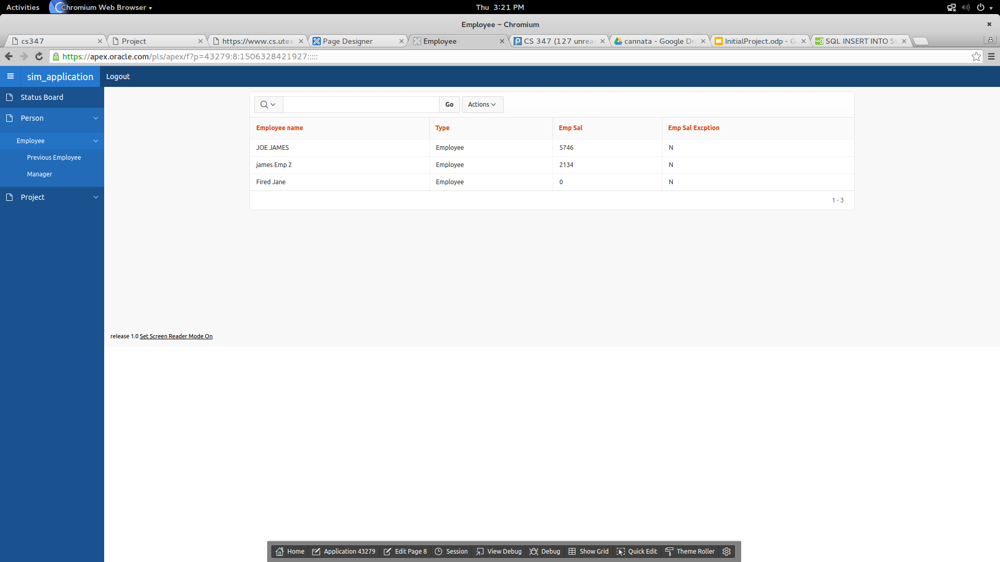 Activities Chromium Web Browser Thu 3:21 PM
Employee – Chromium
cs347 Project https://www.cs.utex Page Designer Employee CS 347 (127 unrea cannata - Google Dri InitialProject.odp - G SQL INSERT INTO St
https://apex.oracle.com/pls/apex/f?p=43279:8:1506328421927:::::
sim_application Logout
Status Board
Person
Employee
Previous Employee
Manager
Project
Go Actions
Employee name Type Emp Sal Emp Sal Excption
JOE JAMES Employee 5746 N
james Emp 2 Employee 2134 N
Fired Jane Employee 0 N
1 - 3
release 1.0 Set Screen Reader Mode On
Home Application 43279 Edit Page 8 Session View Debug Debug Show Grid Quick Edit Theme Roller